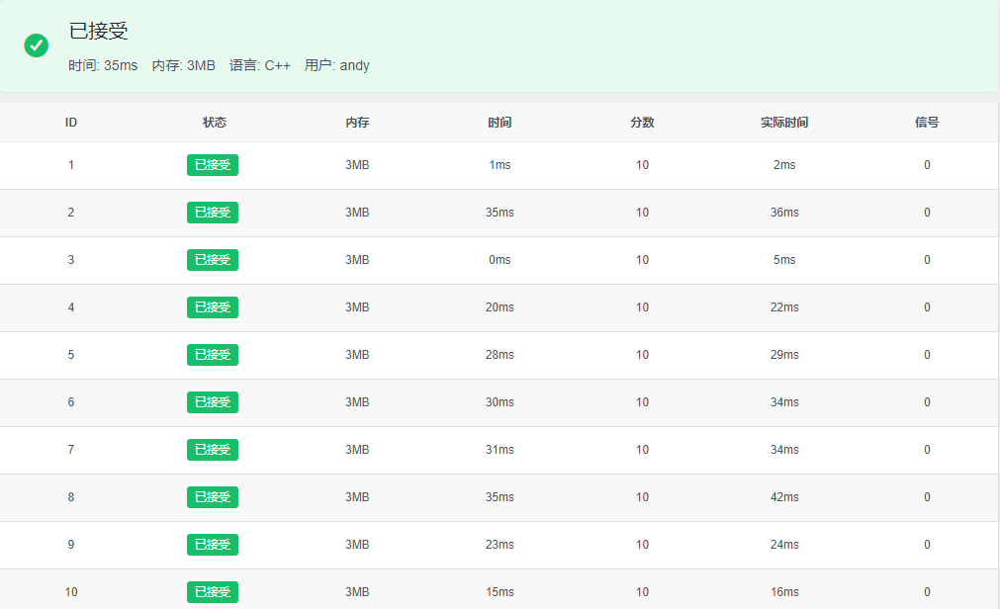 已接受
时间: 35ms 内存: 3MB 语言: C++ 用户: andy
ID 状态 内存 时间 分数 实际时间 信号
1 已接受 3MB 1ms 10 2ms 0
2 已接受 3MB 35ms 10 36ms 0
3 已接受 3MB 0ms 10 5ms 0
4 已接受 3MB 20ms 10 22ms 0
5 已接受 3MB 28ms 10 29ms 0
6 已接受 3MB 30ms 10 34ms 0
7 已接受 3MB 31ms 10 34ms 0
8 已接受 3MB 35ms 10 42ms 0
9 已接受 3MB 23ms 10 24ms 0
10 已接受 3MB 15ms 10 16ms 0